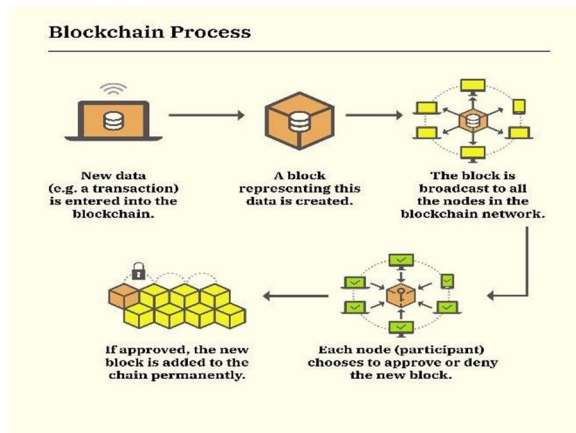 Blockchain Process
New data
(e.g. a transaction)
is entered into the
blockchain.
A block
representing this
data is created.
The block is
broadcast to all
the nodes in the
blockchain network.
Each node (participant)
chooses to approve or deny
the new block.
If approved, the new
block is added to the
chain permanently.